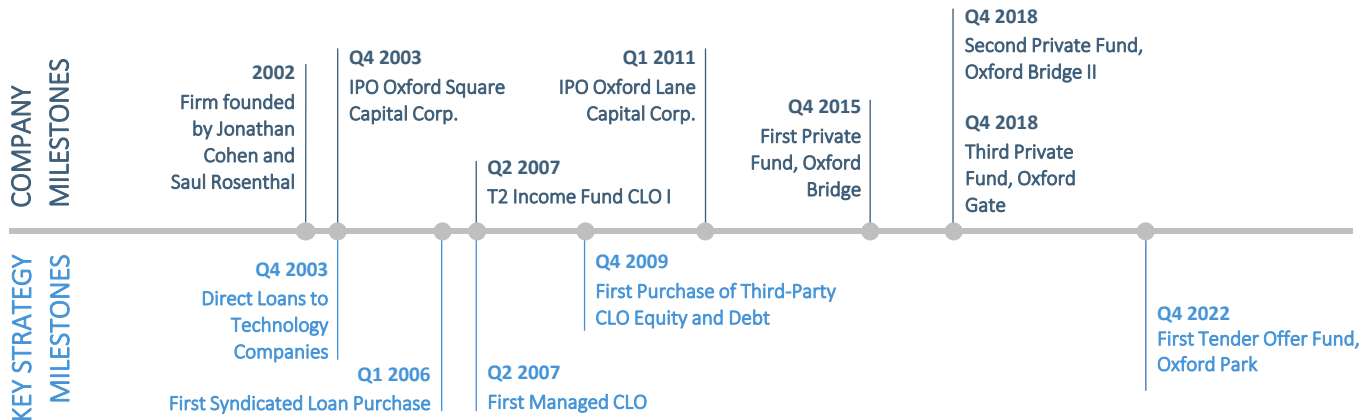 COMPANY
MILESTONES
2002
Firm founded
by Jonathan
Cohen and
Saul Rosenthal
Q4 2003
IPO Oxford Square
Capital Corp.
Q2 2007
T2 Income Fund CLO I
Q1 2011
IPO Oxford Lane
Capital Corp.
Q4 2015
First Private
Fund, Oxford
Bridge
Q4 2018
Second Private Fund,
Oxford Bridge II
Q4 2018
Third Private
Fund, Oxford
Gate
KEY STRATEGY
MILESTONES
Q4 2003
Direct Loans to
Technology
Companies
Q1 2006
First Syndicated Loan Purchase
Q2 2007
First Managed CLO
Q4 2009
First Purchase of Third-Party
CLO Equity and Debt
Q4 2022
First Tender Offer Fund,
Oxford Park